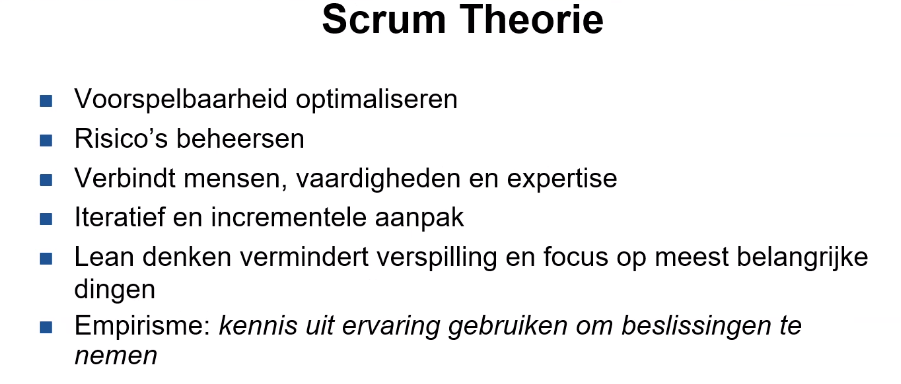 Scrum Theorie
Voorspelbaarheid optimaliseren
Risico’s beheersen
Verbindt mensen, vaardigheden en expertise
Iteratief en incrementele aanpak
Lean denken vermindert verspilling en focus op meest belangrijke
dingen
Empirisme: kennis uit ervaring gebruiken om beslissingen te
nemen